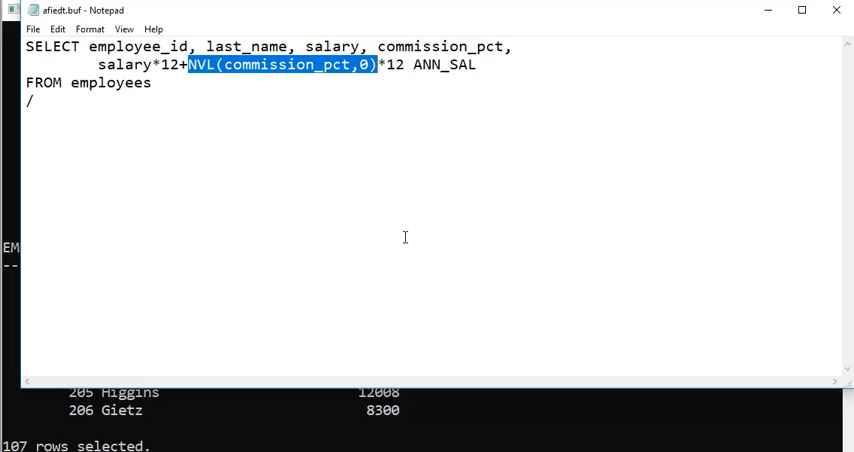 afiedt.buf - Notepad
File Edit Format View Help
SELECT employee_id, last_name, salary, commission_pct,
salary*12+NVL(commission_pct,0)*12 ANN_SAL
FROM employees
/
EM
--
205 Higgins 12008
206 Gietz 8300
107 rows selected.